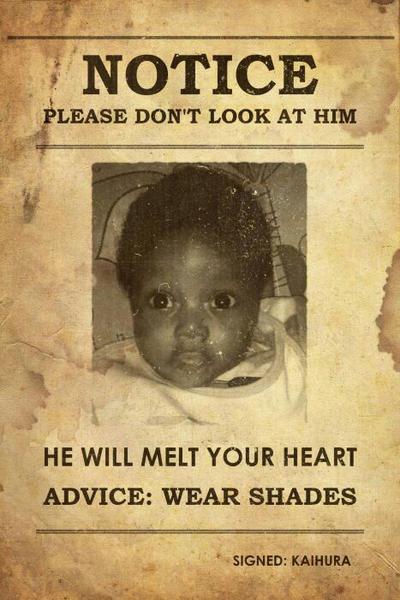 NOTICE
PLEASE DON'T LOOK AT HIM
HE WILL MELT YOUR HEART
ADVICE: WEAR SHADES
SIGNED: KAIHURA